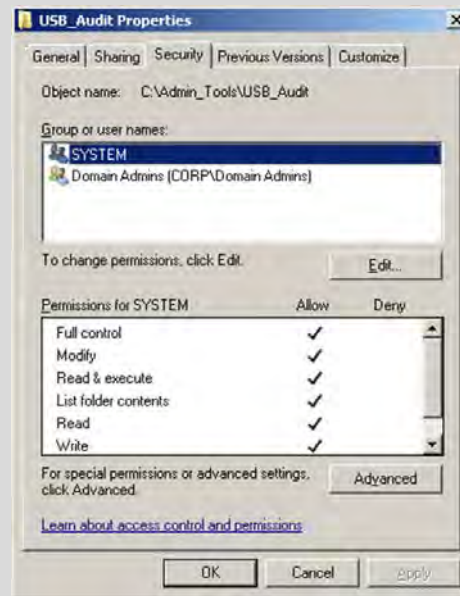 USB_Audit Properties
General Sharing Security Previous Versions Customize
Object name: C:\Admin_Tools\USB_Audit
Group or user names:
SYSTEM
Domain Admins (CORP\Domain Admins)
To change permissions, click Edit.
Edit...
Permissions for SYSTEM Allow Deny
Full control
Modify
Read & execute
List folder contents
Read
Write
For special permissions or advanced settings,
click Advanced.
Advanced
Learn about access control and permissions
OK Cancel Apply